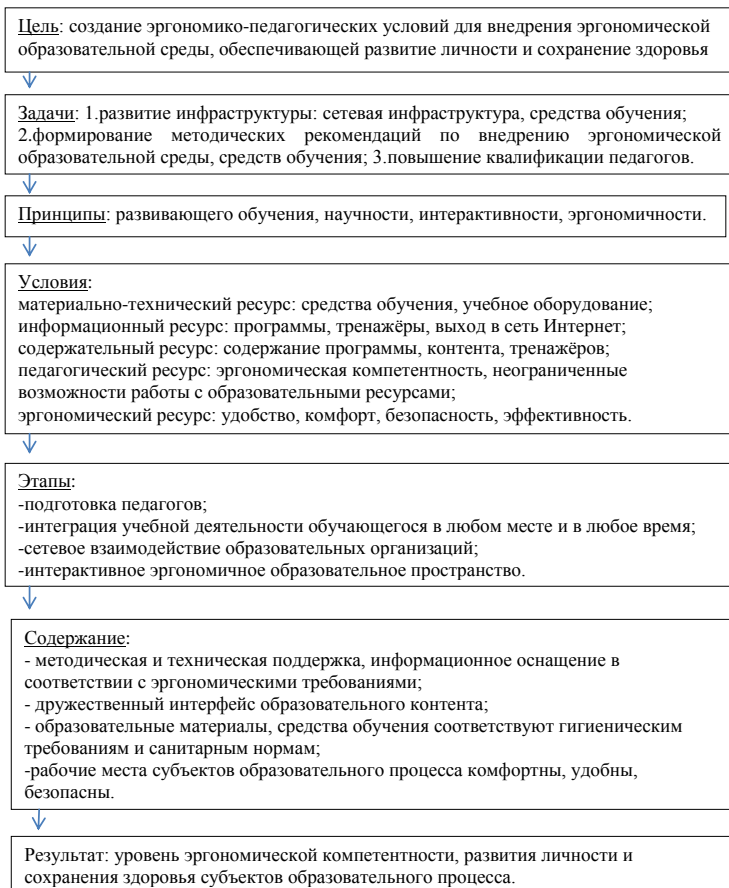 Цель: создание эргономико-педагогических условий для внедрения эргономической
образовательной среды, обеспечивающей развитие личности и сохранение здоровья
Задачи: 1.развитие инфраструктуры: сетевая инфраструктура, средства обучения;
2.формирование методических рекомендаций по внедрению эргономической
образовательной среды, средств обучения; 3.повышение квалификации педагогов.
Принципы: развивающего обучения, научности, интерактивности, эргономичности.
Условия:
материально-технический ресурс: средства обучения, учебное оборудование;
информационный ресурс: программы, тренажёры, выход в сеть Интернет;
содержательный ресурс: содержание программы, контента, тренажёров;
педагогический ресурс: эргономическая компетентность, неограниченные
возможности работы с образовательными ресурсами;
эргономический ресурс: удобство, комфорт, безопасность, эффективность.
Этапы:
-подготовка педагогов;
-интеграция учебной деятельности обучающегося в любом месте и в любое время;
-сетевое взаимодействие образовательных организаций;
-интерактивное эргономичное образовательное пространство.
Содержание:
- методическая и техническая поддержка, информационное оснащение в
соответствии с эргономическими требованиями;
- дружественный интерфейс образовательного контента;
- образовательные материалы, средства обучения соответствуют гигиеническим
требованиям и санитарным нормам;
-рабочие места субъектов образовательного процесса комфортны, удобны,
безопасны.
Результат: уровень эргономической компетентности, развития личности и
сохранения здоровья субъектов образовательного процесса.